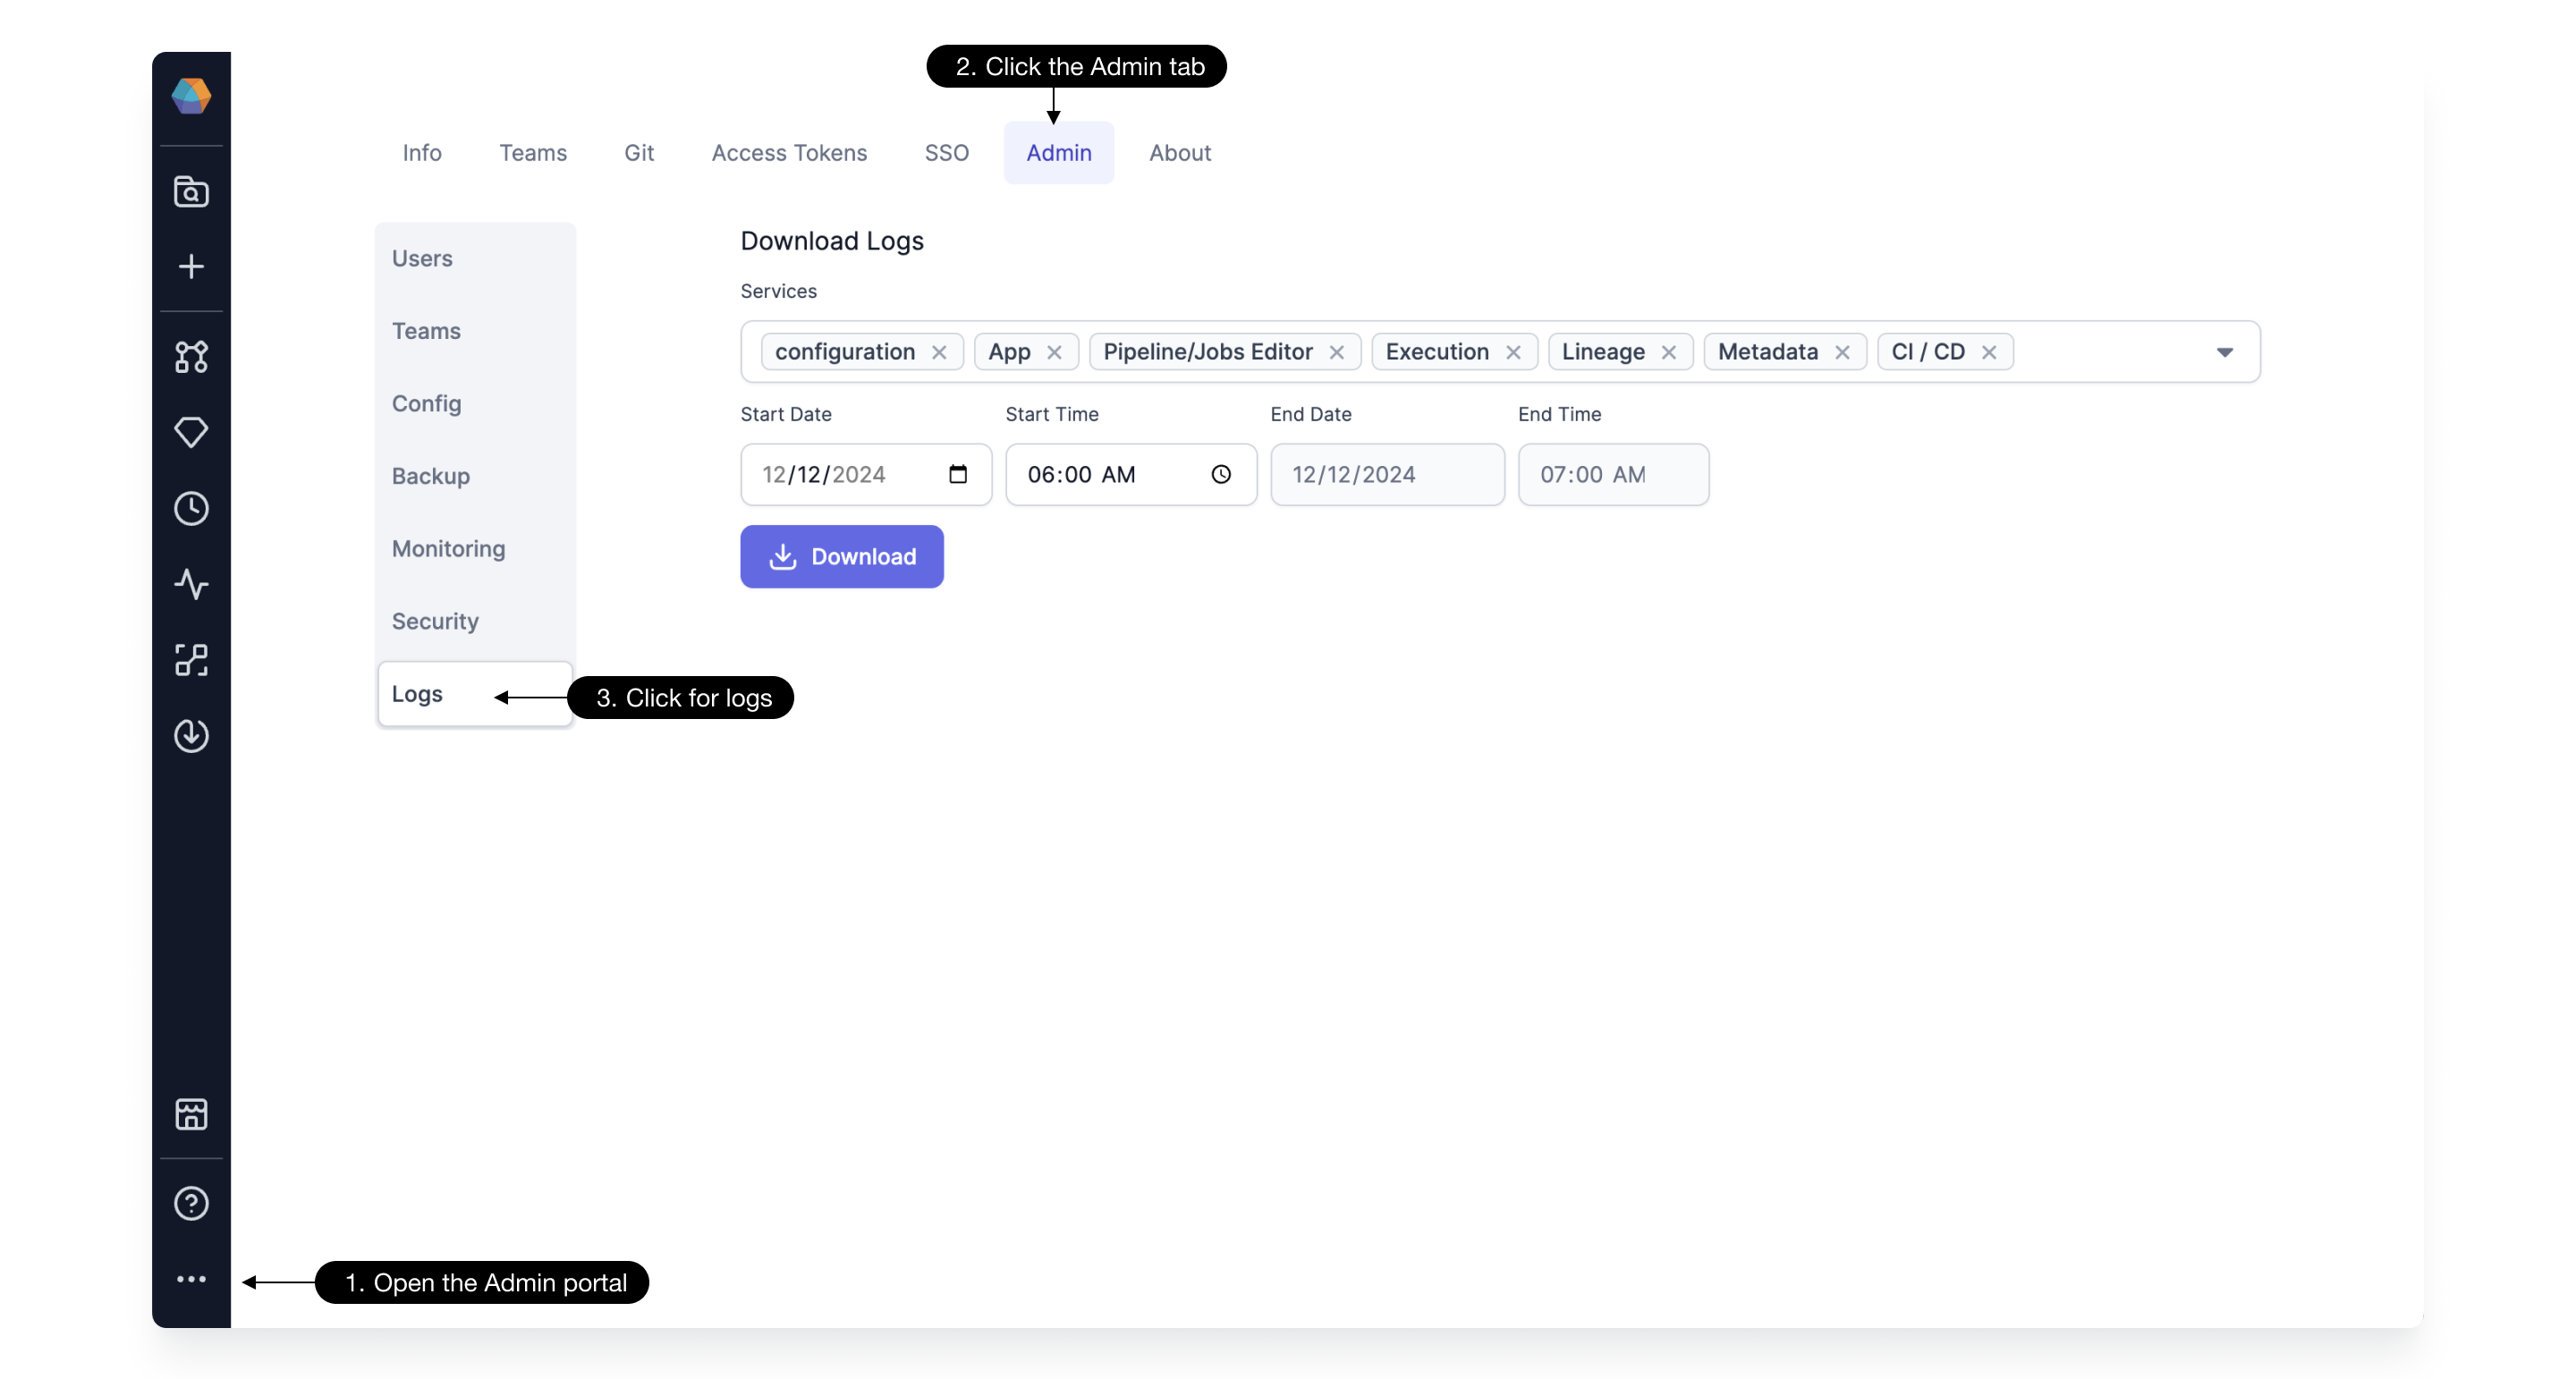 2. Click the Admin tab
Info Teams Git Access Tokens SSO Admin About
Users
Teams
Config
Backup
Monitoring
Security
Logs
3. Click for logs
Download Logs
Services
configuration App Pipeline/Jobs Editor Execution Lineage Metadata CI / CD
Start Date Start Time End Date End Time
12/12/2024 06:00 AM 12/12/2024 07:00 AM
Download
1. Open the Admin portal